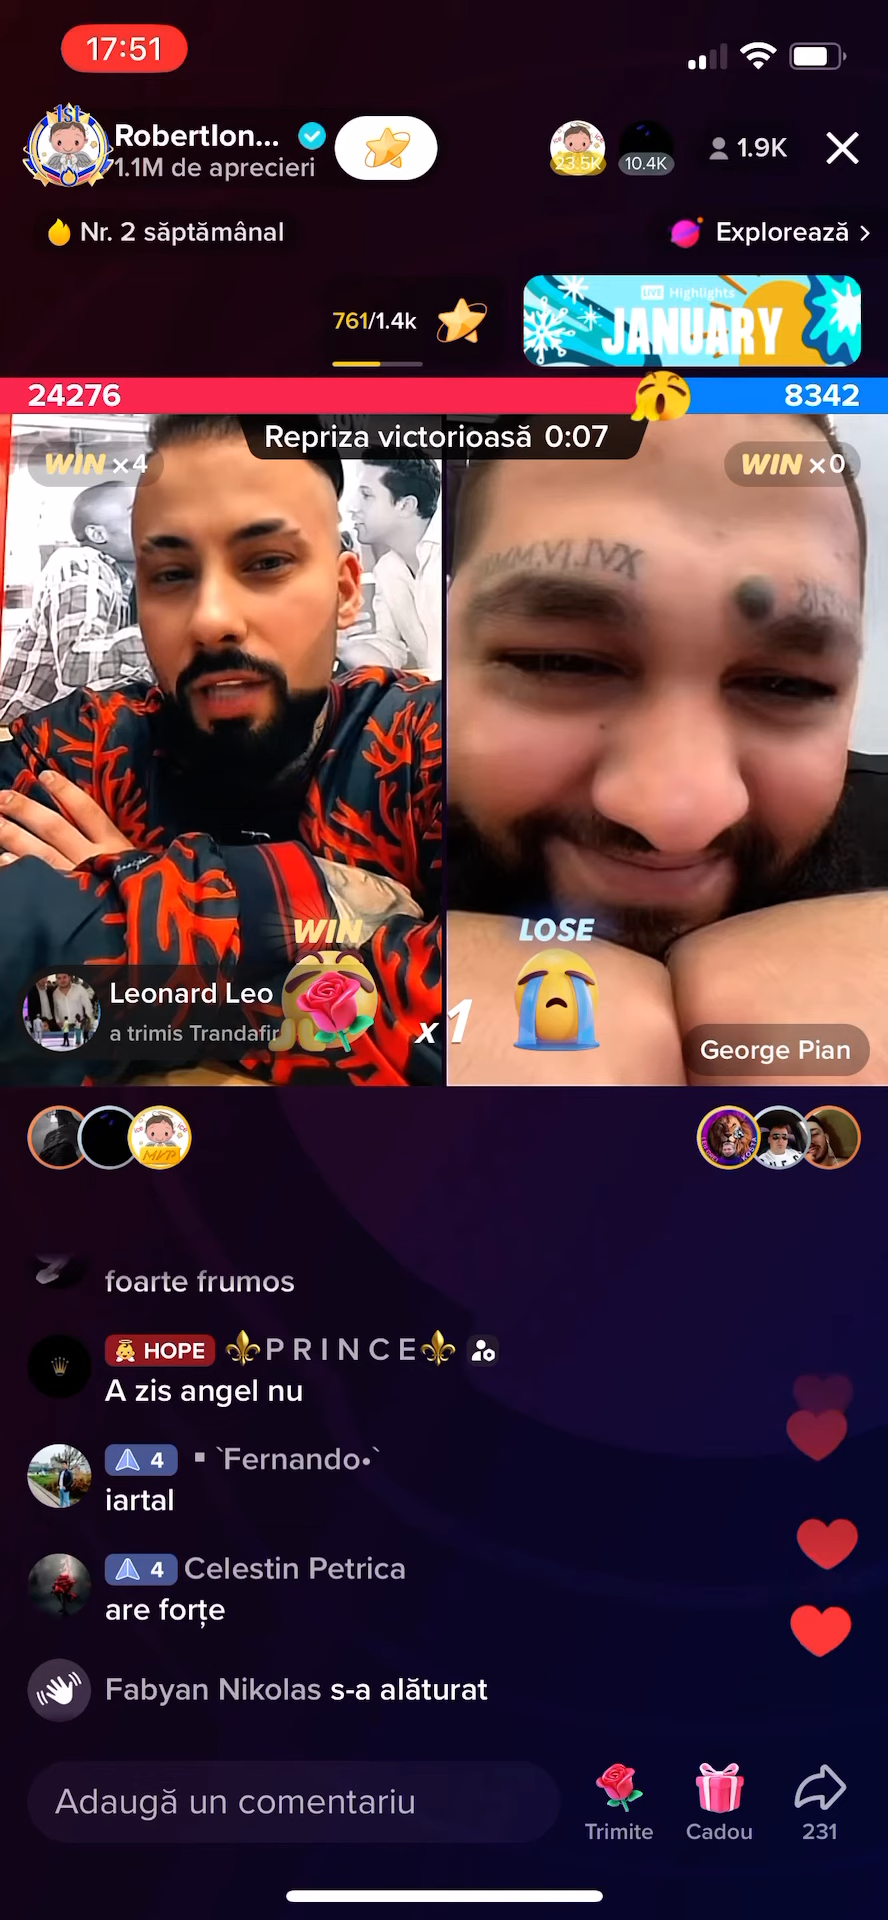 17:51
1st
RobertIon...
1.1M de aprecieri
23.5K
10.4K
1.9K
Nr. 2 săptămânal
Explorează >
761/1.4k
LIVE Highlights
JANUARY
24276
8342
Repriza victorioasă 0:07
WIN x4
WIN x0
WIN
LOSE
Leonard Leo
a trimis Trandafir
x 1
George Pian
MVP
foarte frumos
HOPE ⚜️P R I N C E⚜️
A zis angel nu
4 ▪ `Fernando•`
iartal
4 Celestin Petrica
are forțe
Fabyan Nikolas s-a alăturat
Adaugă un comentariu
Trimite
Cadou
231